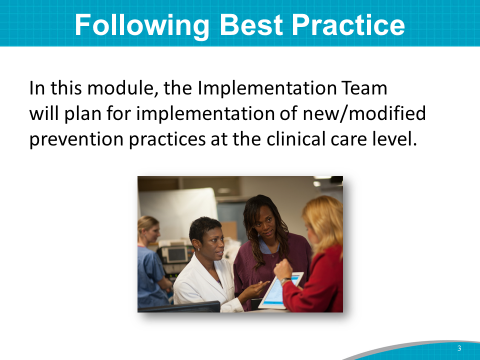 Following Best Practice
In this module, the Implementation Team
will plan for implementation of new/modified
prevention practices at the clinical care level.
3